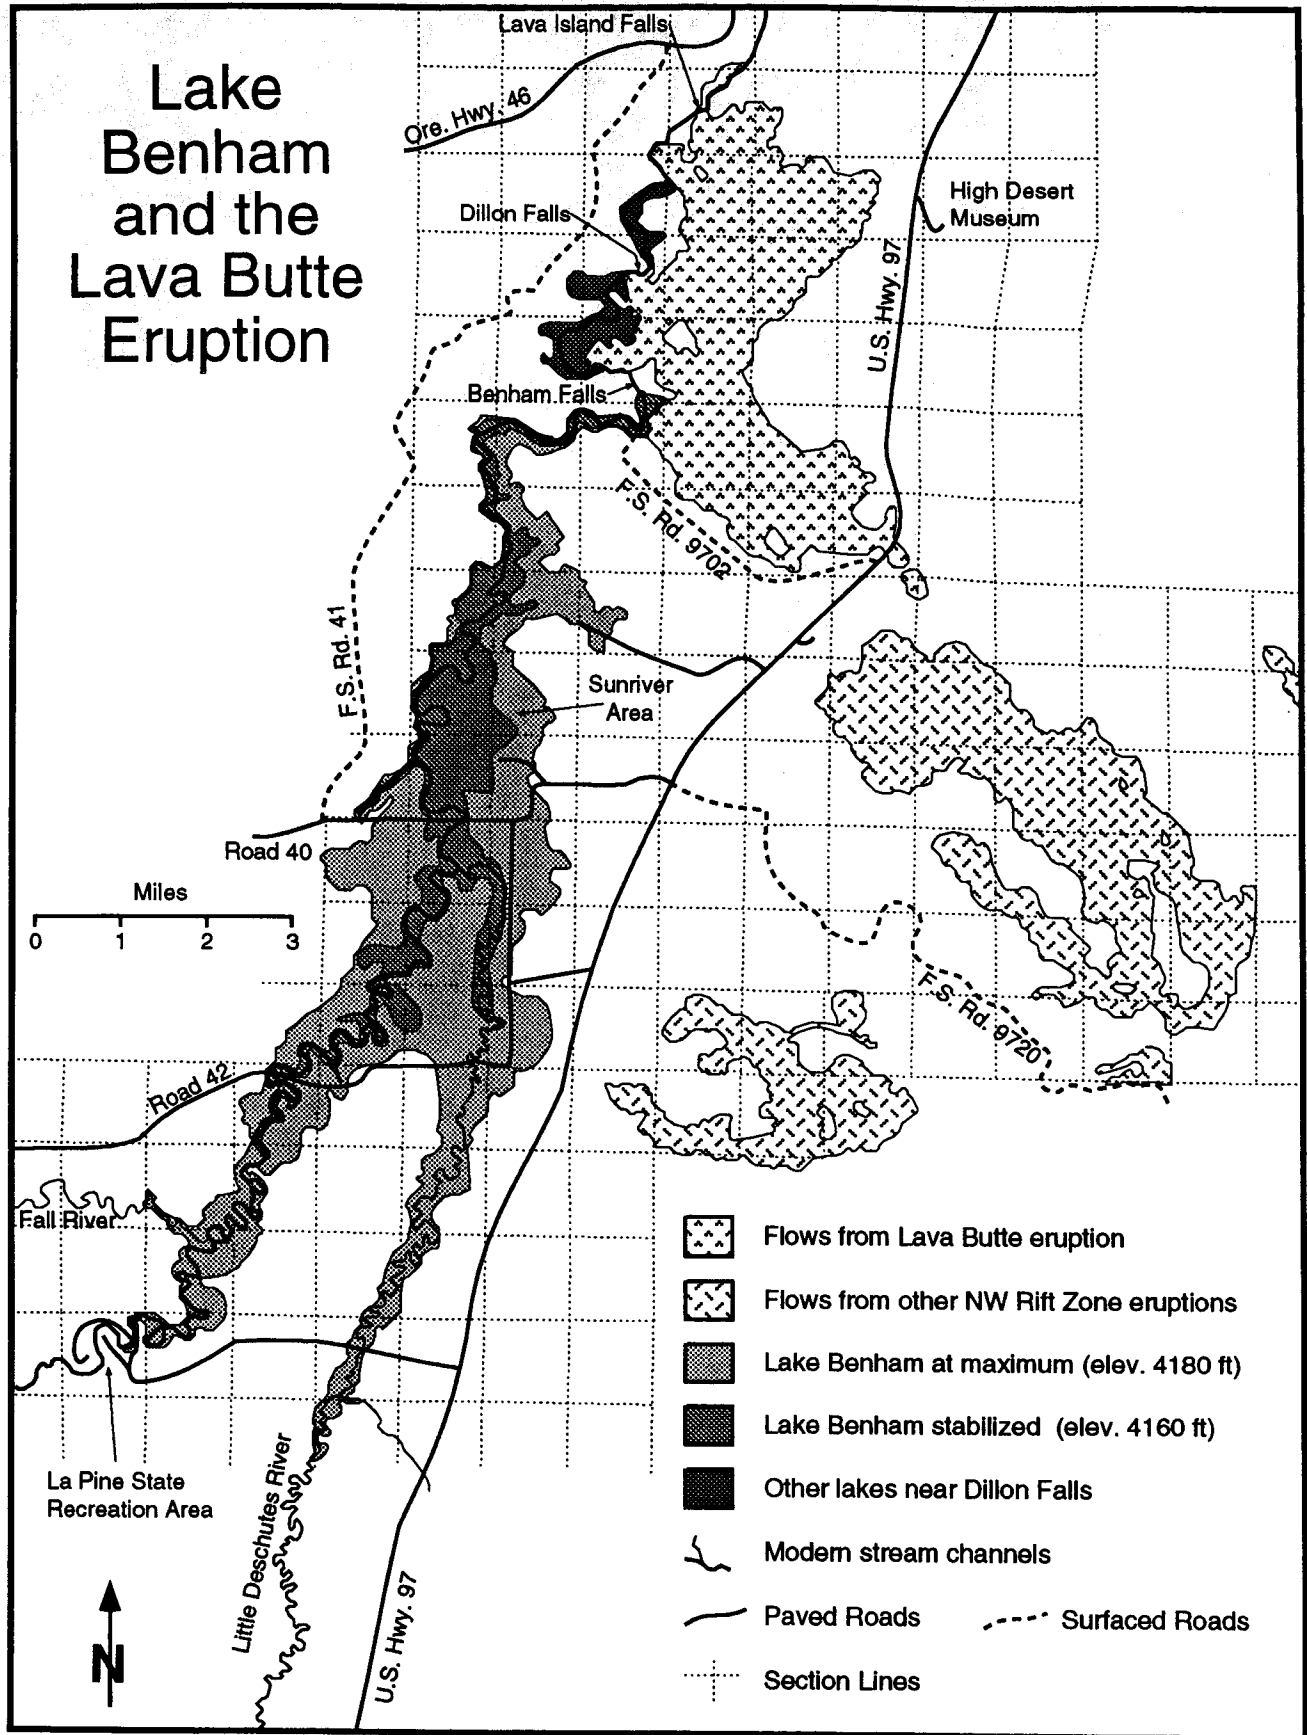 Lake
Benham
and the
Lava Butte
Eruption
Lava Island Falls
Ore. Hwy. 46
High Desert
Museum
Dillon Falls
U.S. Hwy. 97
Benham Falls
F.S. Rd. 9702
F.S. Rd. 41
Sunriver
Area
Road 40
Miles
0 1 2 3
F.S. Rd. 9720
Road 42
Fall River
La Pine State
Recreation Area
Little Deschutes River
U.S. Hwy. 97
N
Flows from Lava Butte eruption
Flows from other NW Rift Zone eruptions
Lake Benham at maximum (elev. 4180 ft)
Lake Benham stabilized (elev. 4160 ft)
Other lakes near Dillon Falls
Modern stream channels
Paved Roads
Surfaced Roads
Section Lines